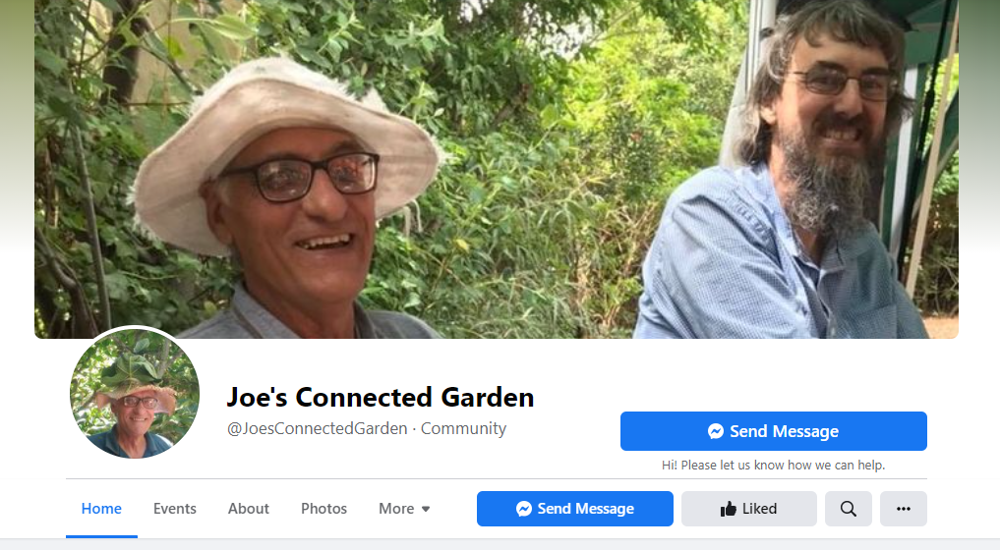 Joe's Connected Garden
@JoesConnectedGarden · Community
Send Message
Hi! Please let us know how we can help.
Home Events About Photos More Send Message Liked